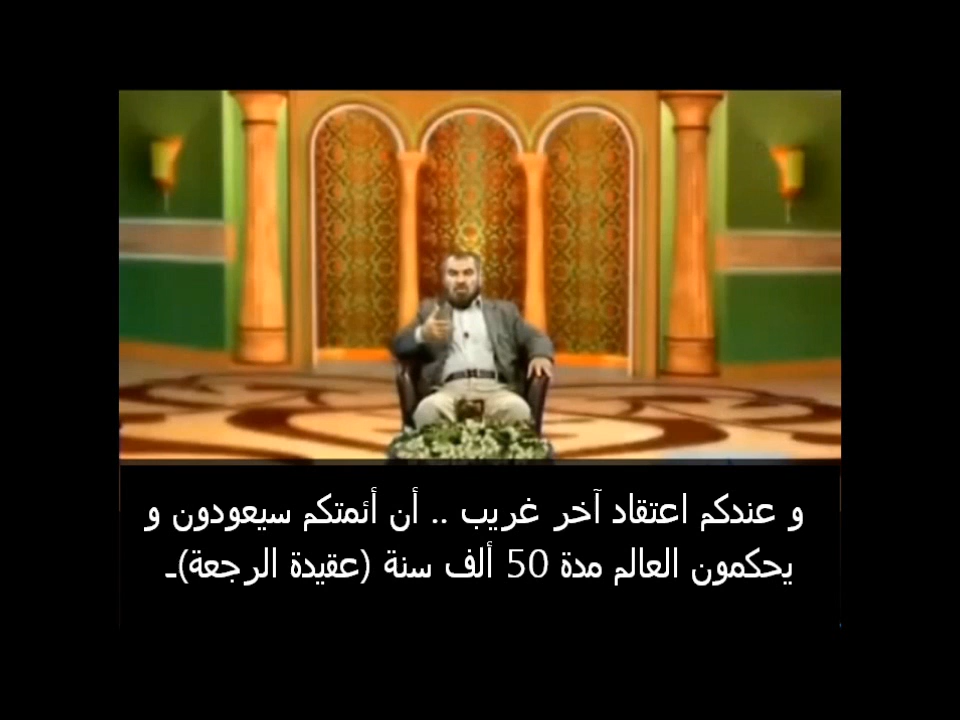 و عندكم اعتقاد آخر غريب .. أن أئمتكم سيعودون و
يحكمون العالم مدة 50 ألف سنة (عقيدة الرجعة)ـ